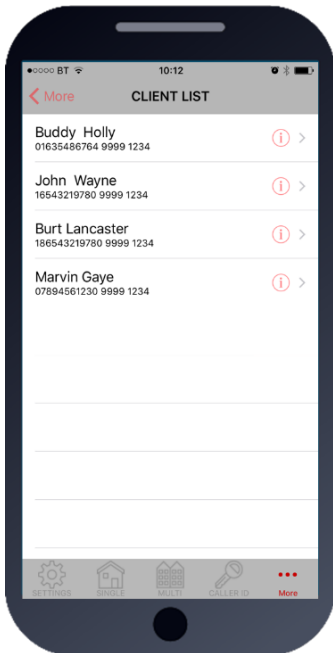 BT 10:12
More CLIENT LIST
Buddy Holly
01635486764 9999 1234
John Wayne
16543219780 9999 1234
Burt Lancaster
186543219780 9999 1234
Marvin Gaye
07894561230 9999 1234
SETTINGS SINGLE MULTI CALLER ID More